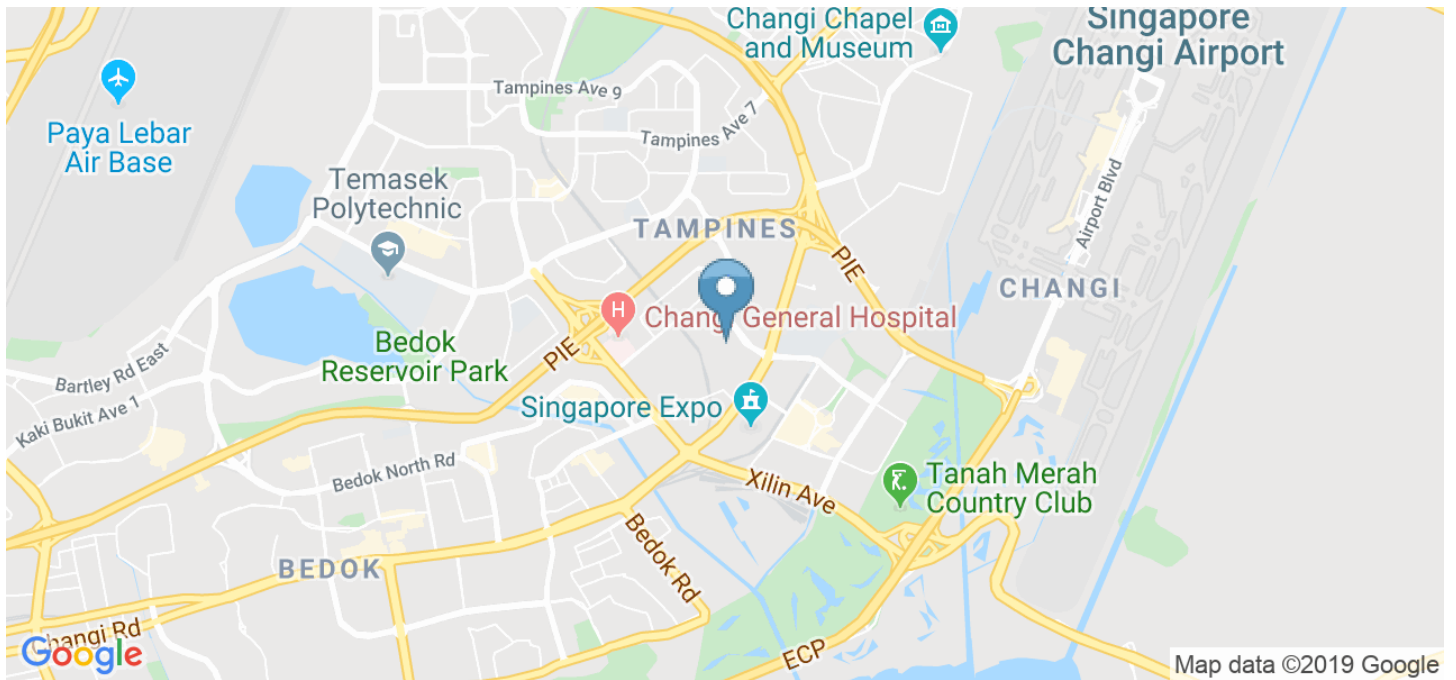 Changi Chapel
and Museum
Singapore
Changi Airport
Tampines Ave 9
Tampines Ave 7
Paya Lebar
Air Base
Temasek
Polytechnic
TAMPINES
Airport Blvd
PIE
CHANGI
H
Changi General Hospital
Bedok
Reservoir Park
PIE
Bartley Rd East
Kaki Bukit Ave 1
Singapore Expo
Bedok North Rd
Xilin Ave
Tanah Merah
Country Club
Bedok Rd
BEDOK
Changi Rd
ECP
Google
Map data ©2019 Google